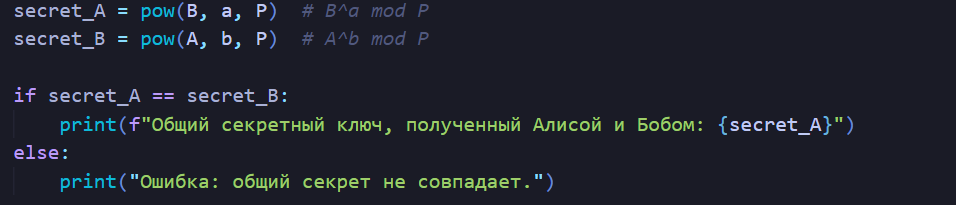 secret_A = pow(B, a, P)  # B^a mod P
secret_B = pow(A, b, P)  # A^b mod P

if secret_A == secret_B:
    print(f"Общий секретный ключ, полученный Алисой и Бобом: {secret_A}")
else:
    print("Ошибка: общий секрет не совпадает.")